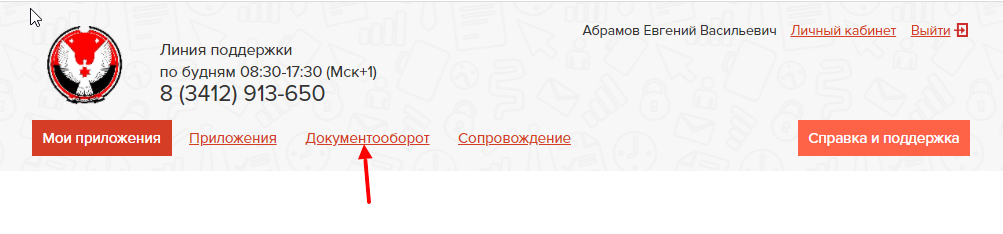 Абрамов Евгений Васильевич Личный кабинет Выйти
Линия поддержки
по будням 08:30-17:30 (Мск+1)
8 (3412) 913-650
Мои приложения Приложения Документооборот Сопровождение Справка и поддержка